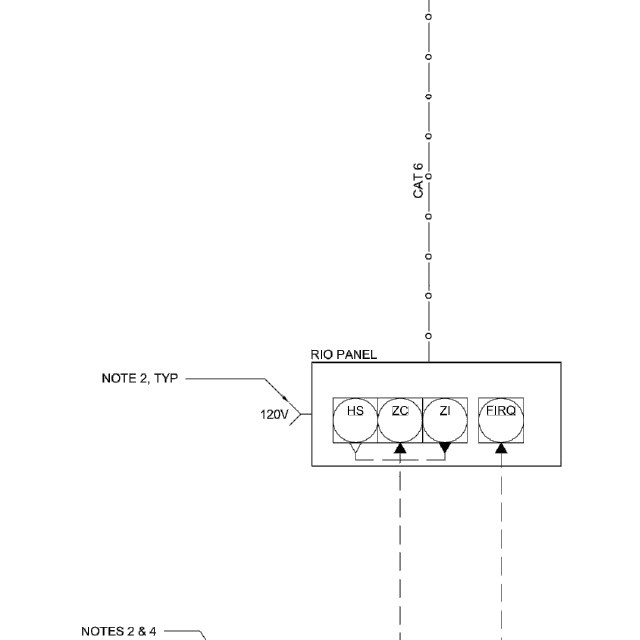 CAT 6
RIO PANEL
NOTE 2, TYP
HS ZC ZI FIRQ
120V
NOTES 2 & 4